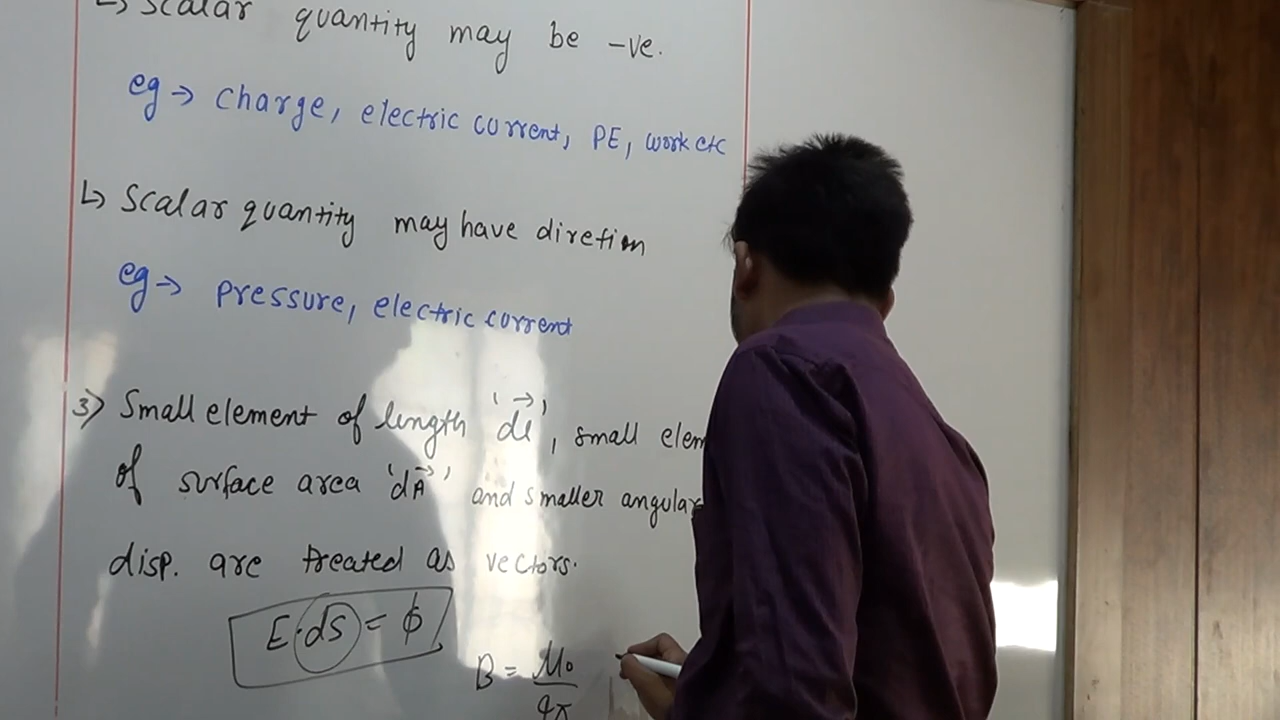 ↳ Scalar quantity may be -ve.
eg → charge, electric current, PE, work etc
↳ Scalar quantity may have diretion
eg → pressure, electric current
3) Small element of length 'dl⃗', small elem
of surface area 'dA⃗' and smaller angular
disp. are treated as vectors.
E·ds = ϕ
B = μ₀/4π